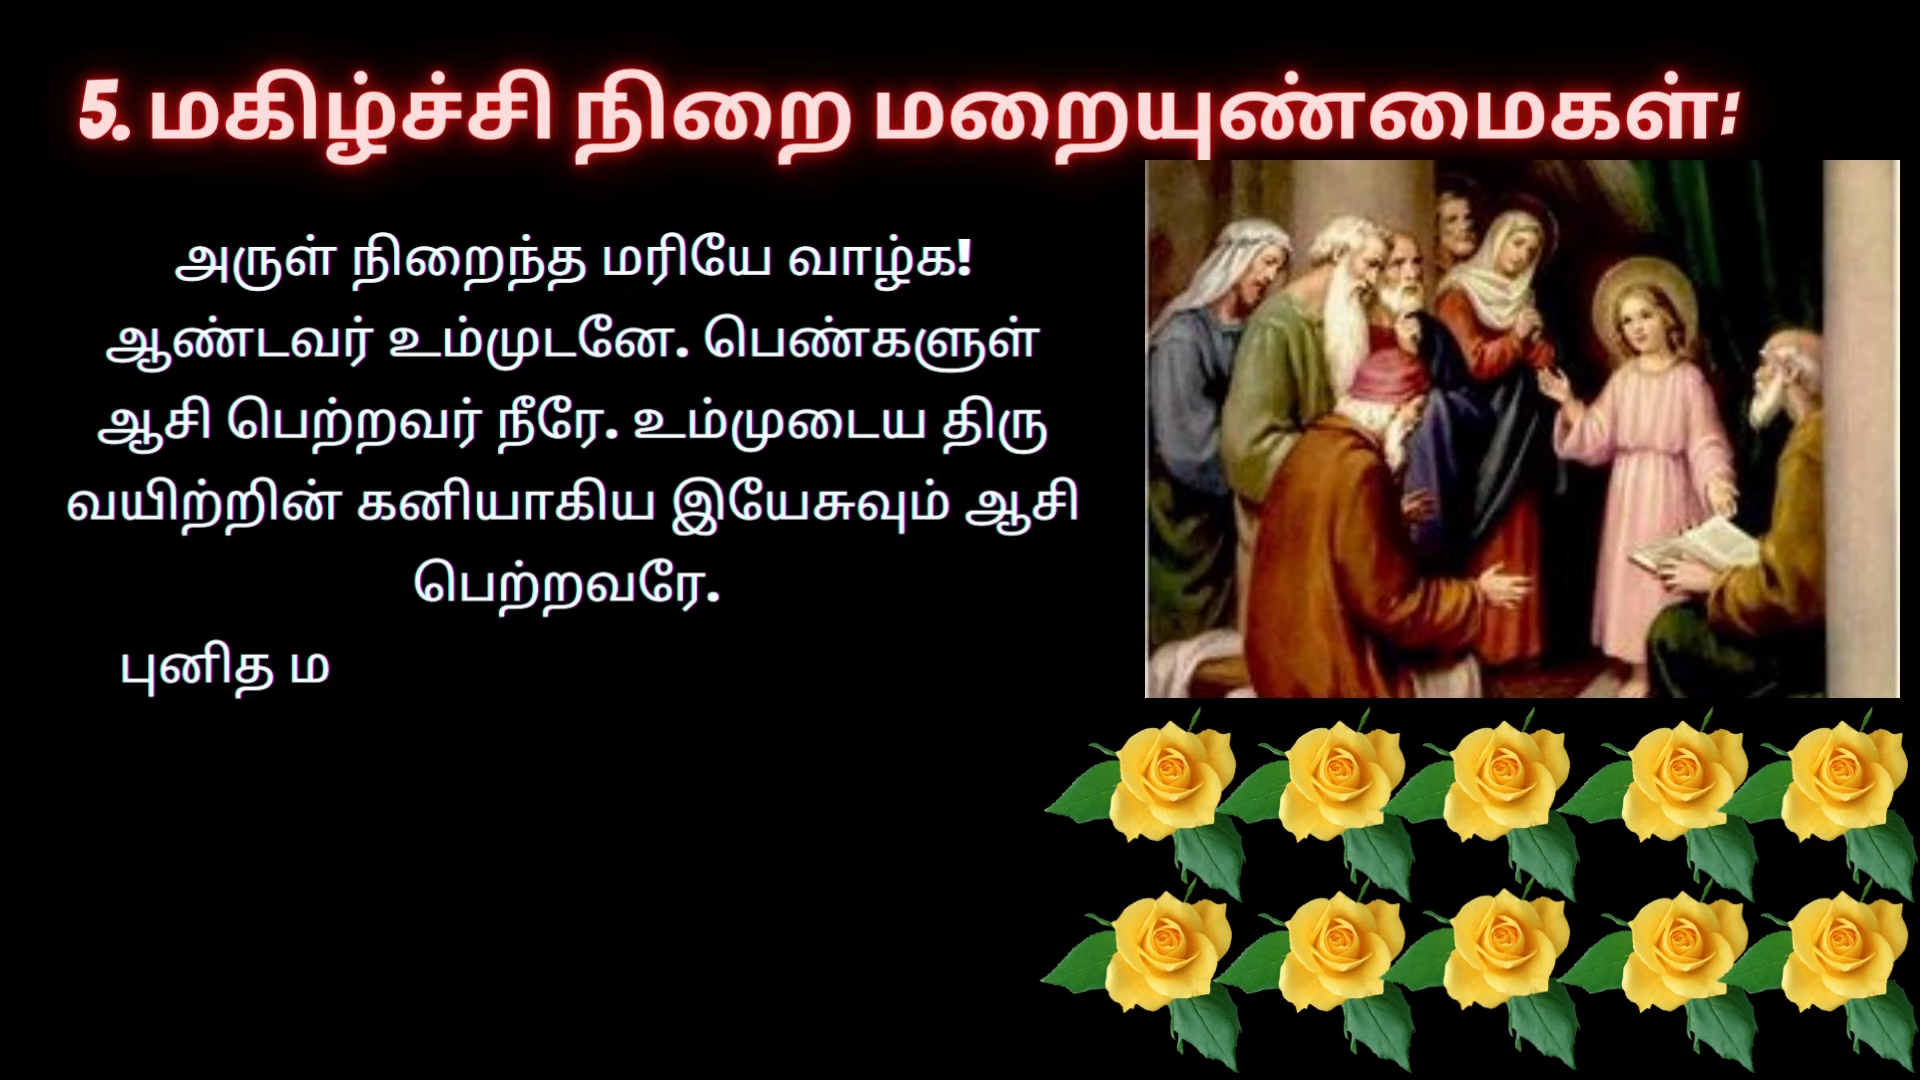 5. மகிழ்ச்சி நிறை மறையுண்மைகள்:
அருள் நிறைந்த மரியே வாழ்க!
ஆண்டவர் உம்முடனே. பெண்களுள்
ஆசி பெற்றவர் நீரே. உம்முடைய திரு
வயிற்றின் கனியாகிய இயேசுவும் ஆசி
பெற்றவரே.
புனித ம